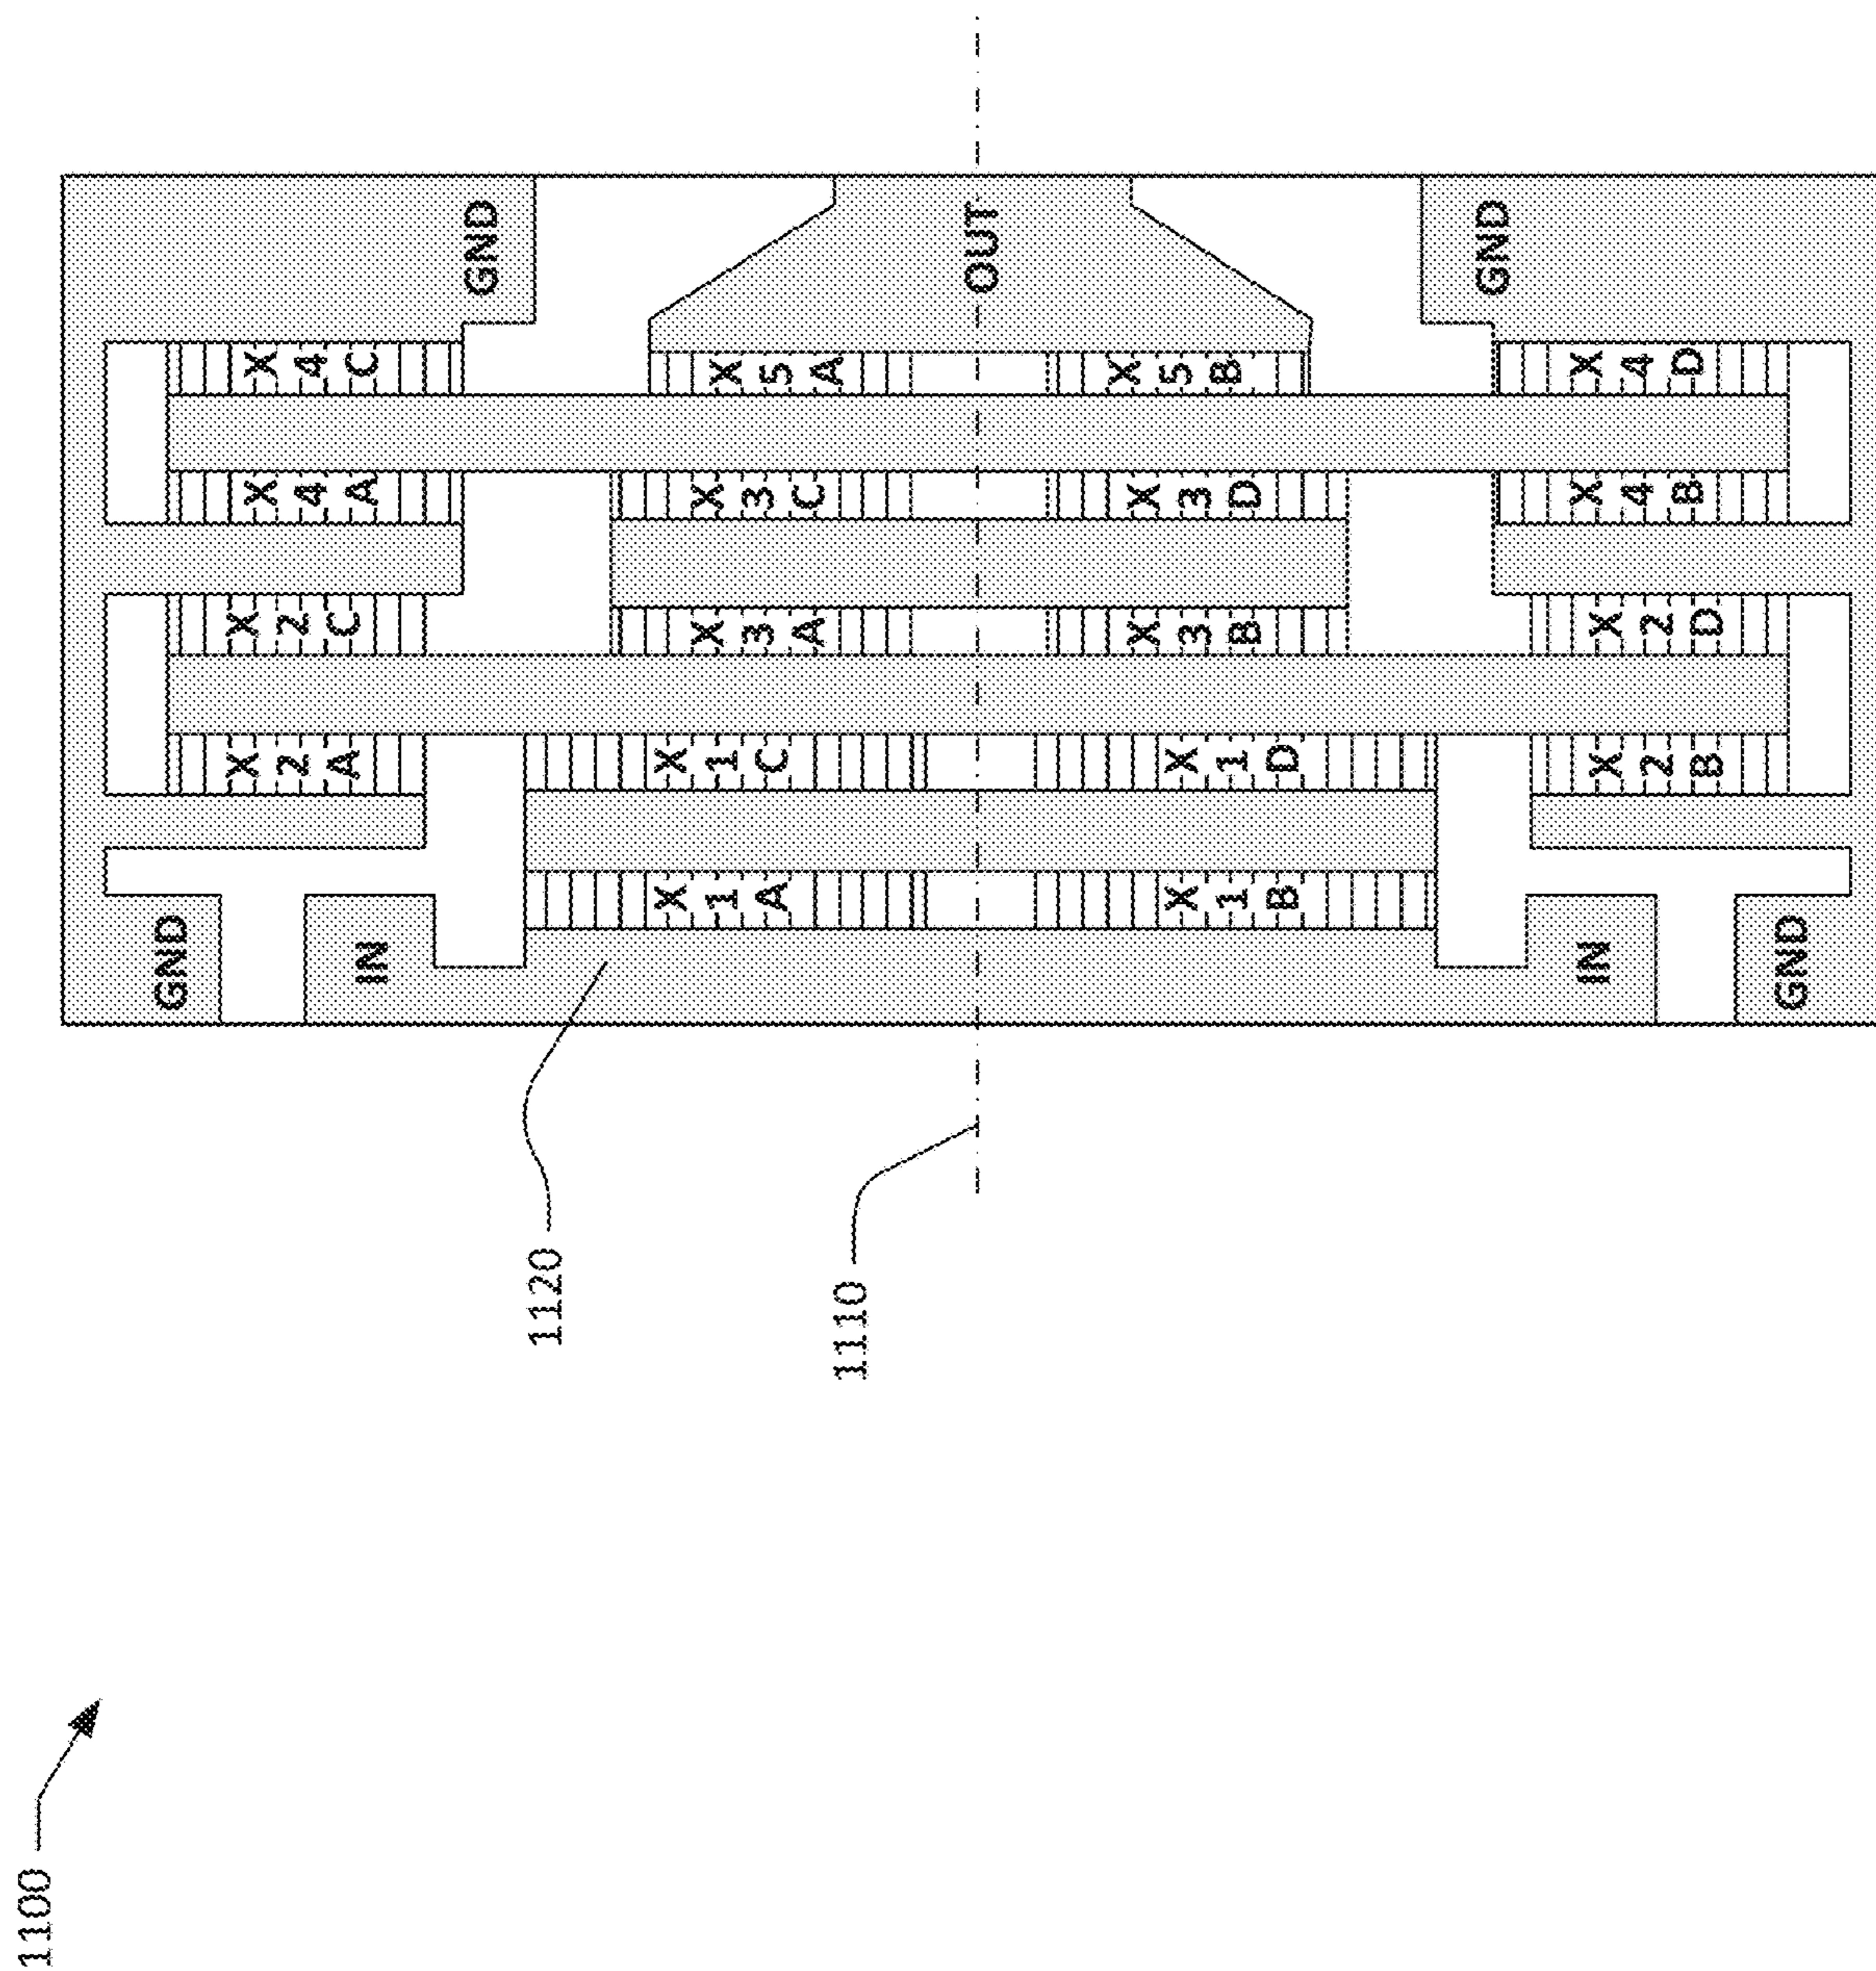 1100
GND
X2A
X2C
X4A
X4C
IN
GND
1120
X1A
X1C
X3A
X3C
X5A
1110
OUT
X1B
X1D
X3B
X3D
X5B
GND
IN
X2B
X2D
X4B
X4D
GND